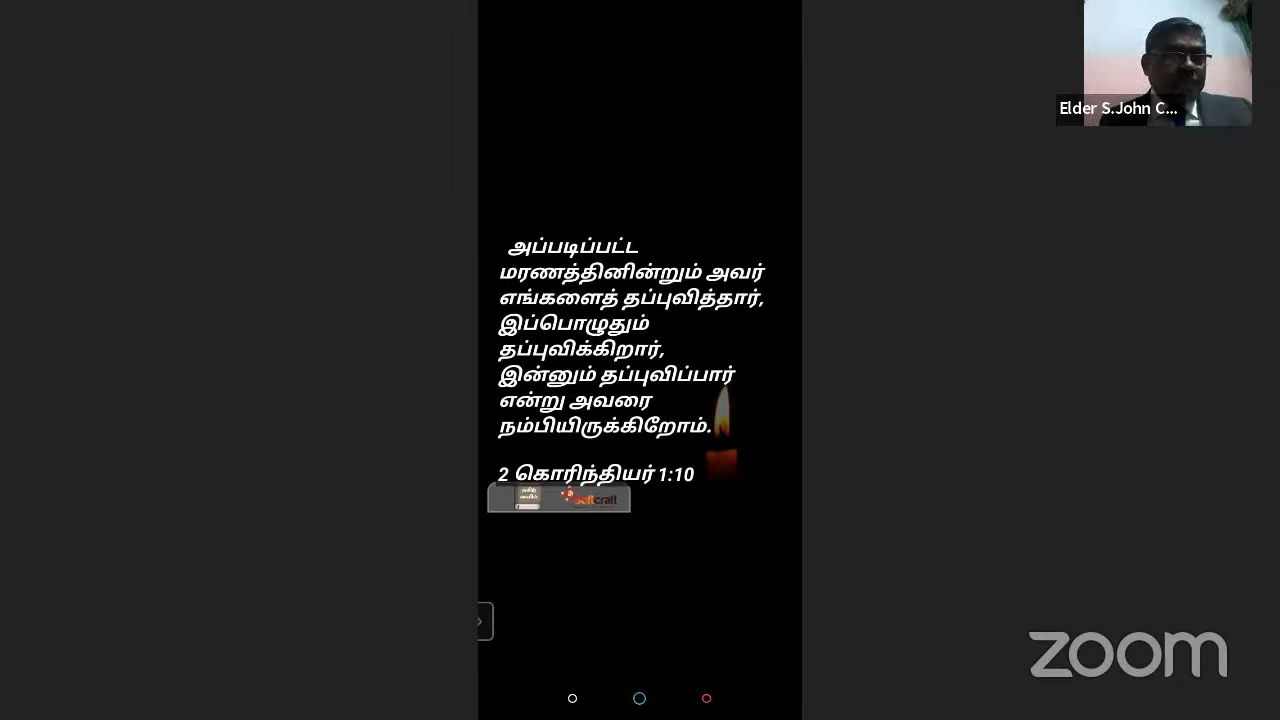 Elder S.John C...
அப்படிப்பட்ட
மரணத்தினின்றும் அவர்
எங்களைத் தப்புவித்தார்,
இப்பொழுதும்
தப்புவிக்கிறார்,
இன்னும் தப்புவிப்பார்
என்று அவரை
நம்பியிருக்கிறோம்.
2 கொரிந்தியர் 1:10
softcraft
zoom